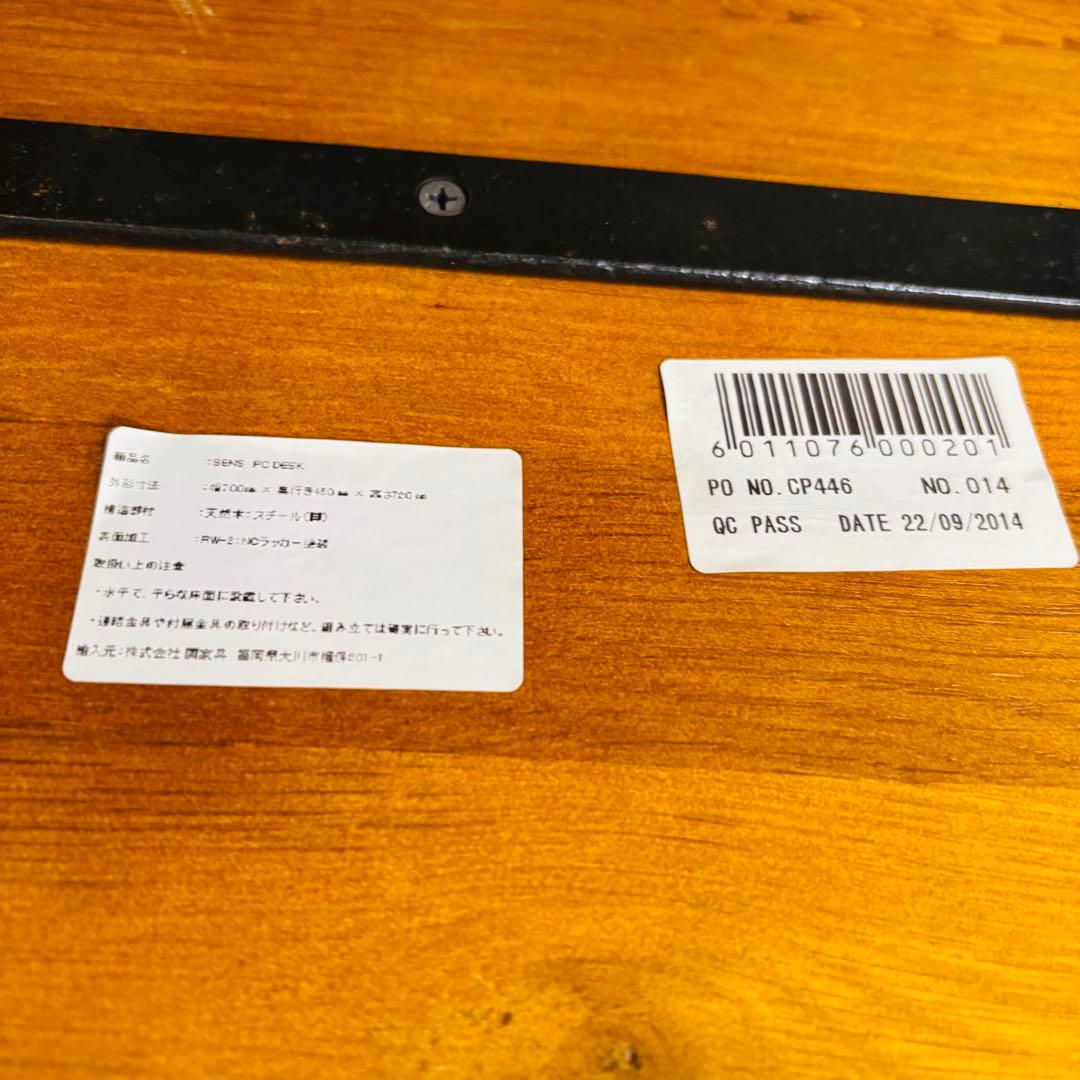 商品名 :SENS PC DESK
外形寸法 :幅700mm × 奥行き450mm × 高さ720mm
構造部材 :天然木:スチール(脚)
表面加工 :RW-2:NCラッカー塗装
取扱い上の注意
・水平で、平らな床面に設置して下さい。
・連結金具や付属金具の取り付けなど、組み立ては確実に行って下さい。
輸入元:株式会社 関家具 福岡県大川市幡保201-1
6 011076 000201
PO NO.CP446 NO.014
QC PASS DATE 22/09/2014